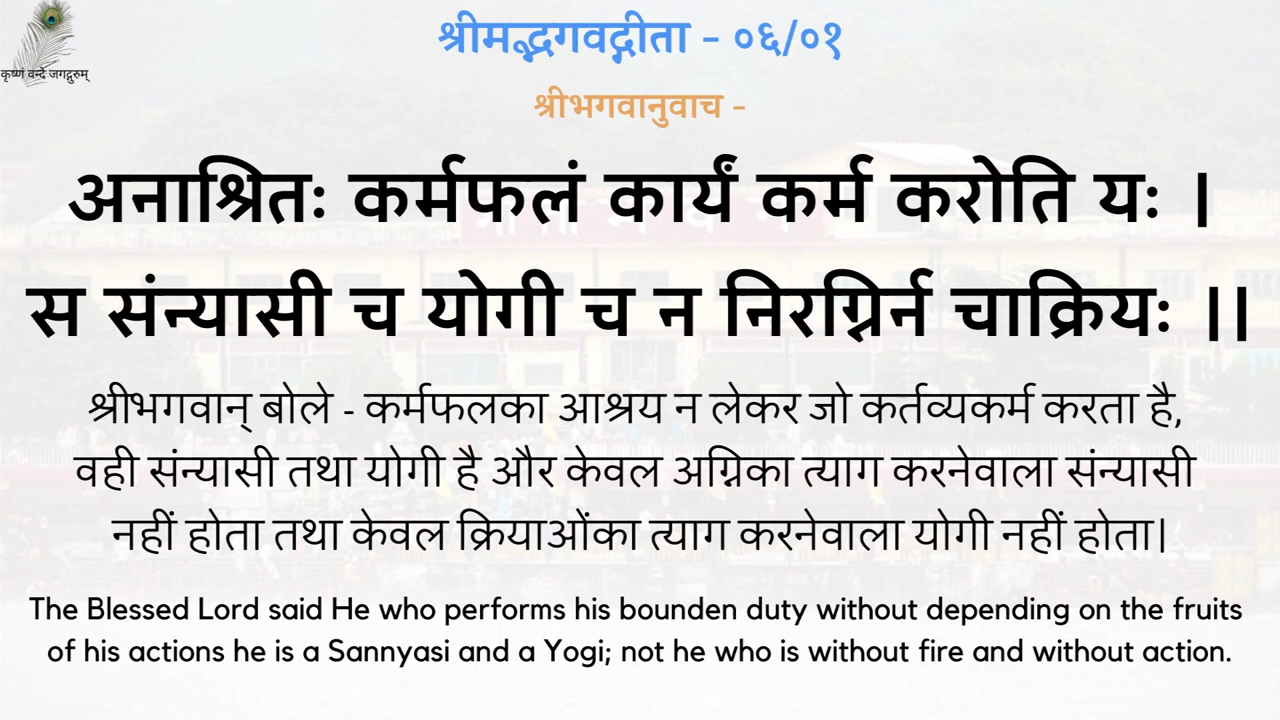 कृष्णं वन्दे जगद्गुरुम्
श्रीमद्भगवद्गीता - ०६/०१
श्रीभगवानुवाच -
अनाश्रितः कर्मफलं कार्यं कर्म करोति यः ।
स संन्यासी च योगी च न निरग्निर्न चाक्रियः ।।
श्रीभगवान् बोले - कर्मफलका आश्रय न लेकर जो कर्तव्यकर्म करता है,
वही संन्यासी तथा योगी है और केवल अग्निका त्याग करनेवाला संन्यासी
नहीं होता तथा केवल क्रियाओंका त्याग करनेवाला योगी नहीं होता|
The Blessed Lord said He who performs his bounden duty without depending on the fruits
of his actions he is a Sannyasi and a Yogi; not he who is without fire and without action.